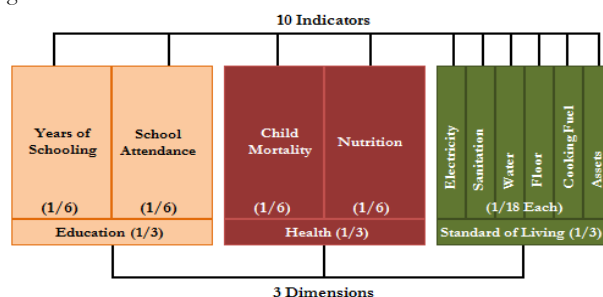 10 Indicators
Years of
Schooling
School
Attendance
Child
Mortality
Nutrition
Electricity
Sanitation
Water
Floor
Cooking Fuel
Assets
(1/6)
(1/6)
(1/6)
(1/6)
(1/18 Each)
Education (1/3)
Health (1/3)
Standard of Living (1/3)
3 Dimensions